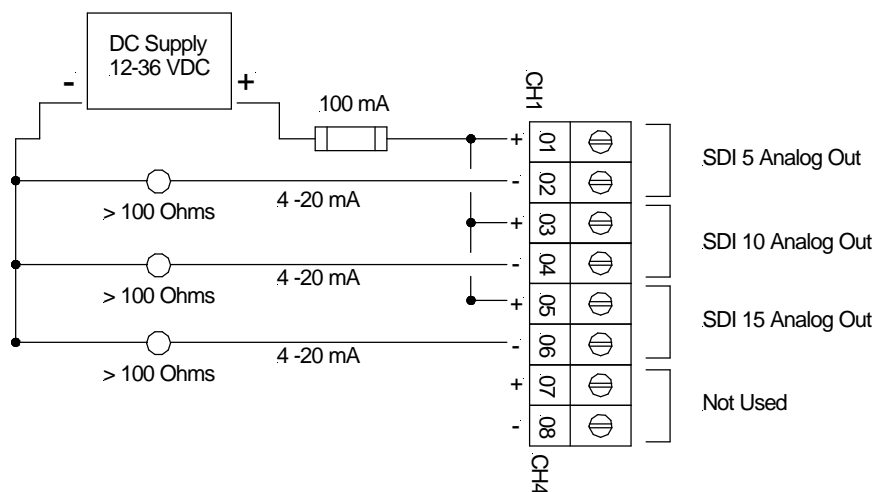 DC Supply
12-36 VDC
- +
100 mA
CH1
+ 01
- 02
SDI 5 Analog Out
> 100 Ohms
4 -20 mA
+ 03
- 04
SDI 10 Analog Out
> 100 Ohms
4 -20 mA
+ 05
- 06
SDI 15 Analog Out
> 100 Ohms
4 -20 mA
+ 07
- 08
Not Used
CH4